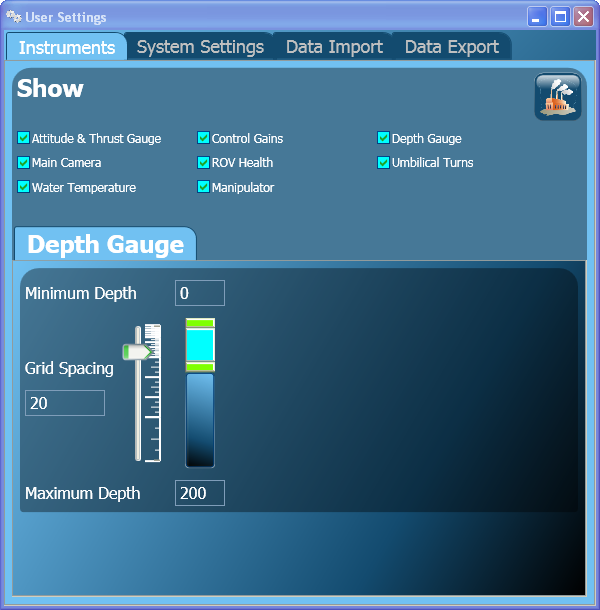 User Settings
Instruments System Settings Data Import Data Export
Show
Attitude & Thrust Gauge Control Gains Depth Gauge
Main Camera ROV Health Umbilical Turns
Water Temperature Manipulator
Depth Gauge
Minimum Depth 0
Grid Spacing
20
Maximum Depth 200